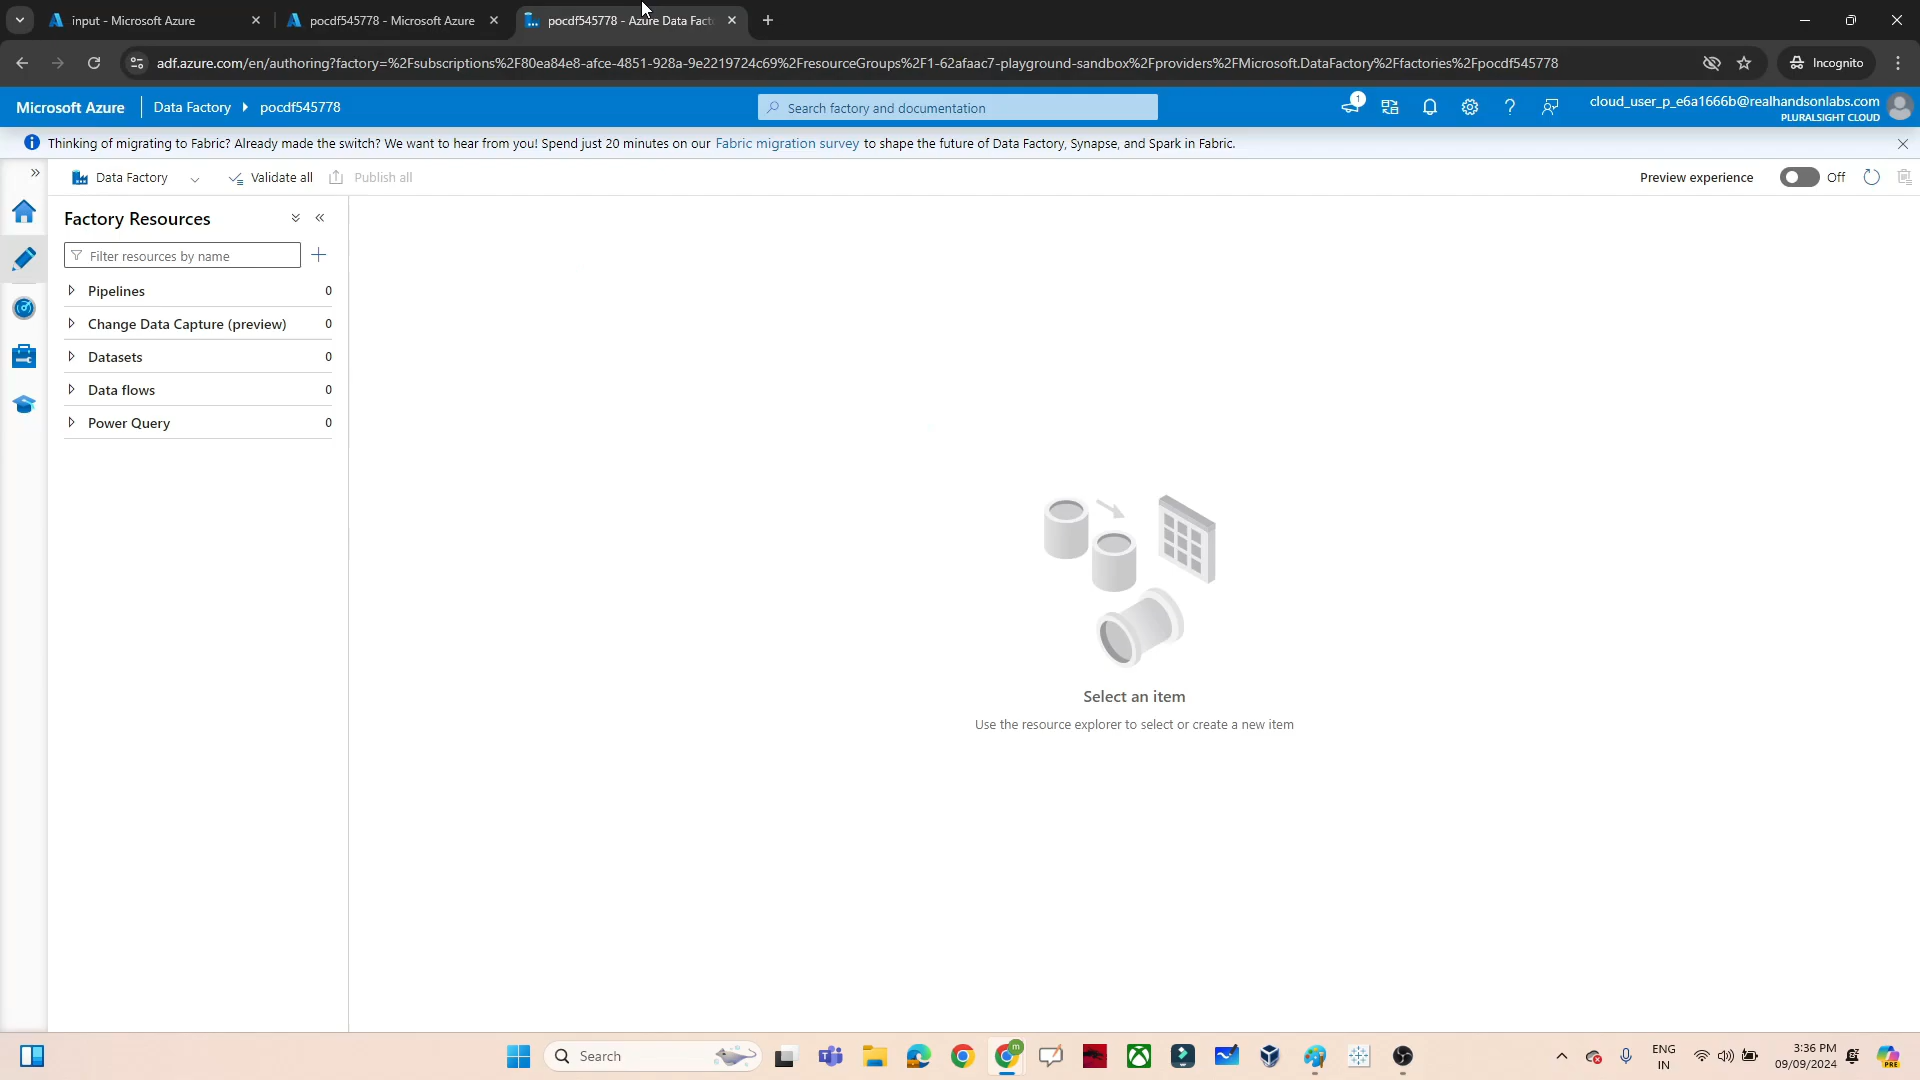 input - Microsoft Azure
pocdf545778 - Microsoft Azure
pocdf545778 - Azure Data Fact
adf.azure.com/en/authoring?factory=%2Fsubscriptions%2F80ea84e8-afce-4851-928a-9e2219724c69%2FresourceGroups%2F1-62afaac7-playground-sandbox%2Fproviders%2FMicrosoft.DataFactory%2Ffactories%2Fpocdf545778
Incognito
Microsoft Azure
Data Factory
pocdf545778
Search factory and documentation
1
cloud_user_p_e6a1666b@realhandsonlabs.com
PLURALSIGHT CLOUD
Thinking of migrating to Fabric? Already made the switch? We want to hear from you! Spend just 20 minutes on our Fabric migration survey to shape the future of Data Factory, Synapse, and Spark in Fabric.
Data Factory
Validate all
Publish all
Preview experience
Off
Factory Resources
Filter resources by name
Pipelines 0
Change Data Capture (preview) 0
Datasets 0
Data flows 0
Power Query 0
Select an item
Use the resource explorer to select or create a new item
Search
m
ENG
IN
3:36 PM
09/09/2024
PRE